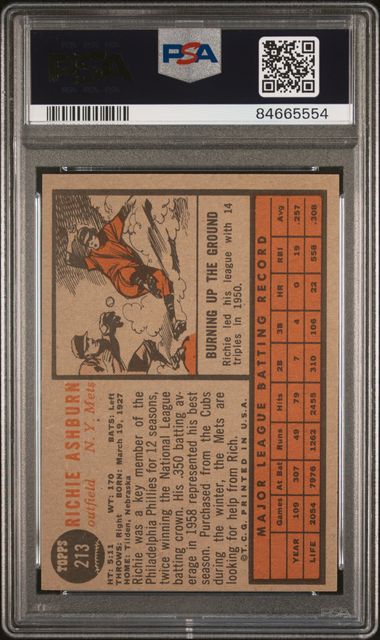 PSA
PSA
84665554
TOPPS
213
RICHIE ASHBURN
outfield N. Y. Mets
HT: 5:11 WT: 170 BATS: Left
THROWS: Right BORN: March 19, 1927
HOME: Tilden, Nebraska
Richie was a key member of the
Philadelphia Phillies for 12 seasons,
twice winning the National League
batting crown. His .350 batting av-
erage in 1958 represented his best
season. Purchased from the Cubs
during the winter, the Mets are
looking for help from Rich.
© T.C.G. PRINTED IN U.S.A.
BURNING UP THE GROUND
Richie led his league with 14
triples in 1950.
MAJOR LEAGUE BATTING RECORD
Games At Bat Runs Hits 2B 3B HR RBI Avg
YEAR 109 307 49 79 7 4 0 19 .257
LIFE 2054 7976 1262 2455 310 106 22 558 .308